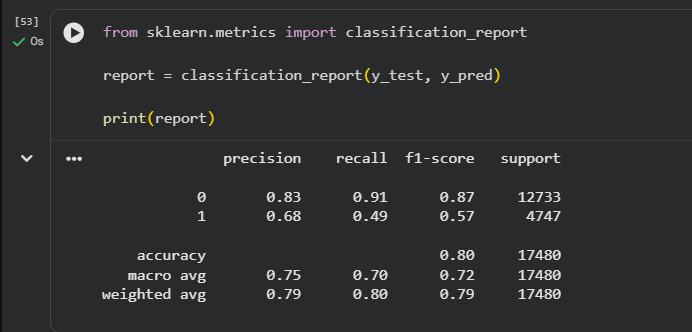 [53]
0s
from sklearn.metrics import classification_report
report = classification_report(y_test, y_pred)
print(report)
precision recall f1-score support
0 0.83 0.91 0.87 12733
1 0.68 0.49 0.57 4747
accuracy 0.80 17480
macro avg 0.75 0.70 0.72 17480
weighted avg 0.79 0.80 0.79 17480